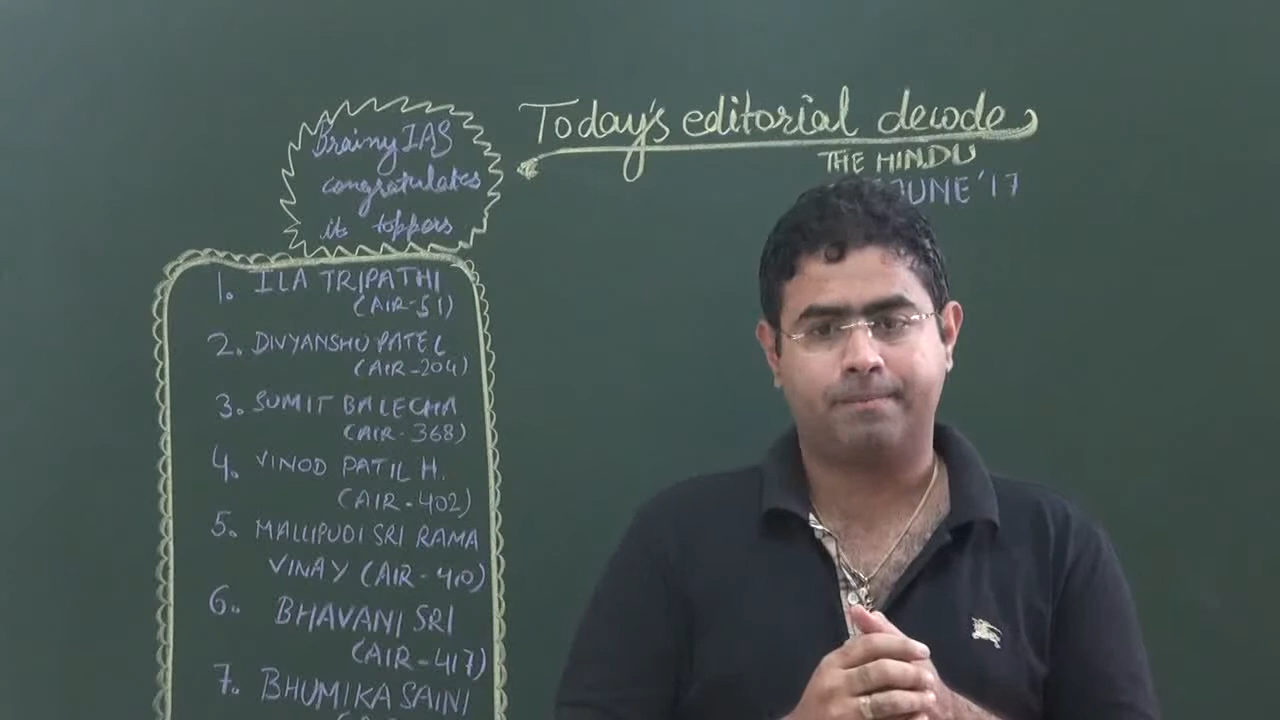 Brainy IAS
congratulates
its toppers
Today's editorial decode
THE HINDU
JUNE'17
1. ILA TRIPATHI
(AIR-51)
2. DIVYANSHU PATEL
(AIR-204)
3. SUMIT BALECHA
(AIR-368)
4. VINOD PATIL H.
(AIR-402)
5. MALLIPUDI SRI RAMA
VINAY (AIR-410)
6. BHAVANI SRI
(AIR-417)
7. BHUMIKA SAINI